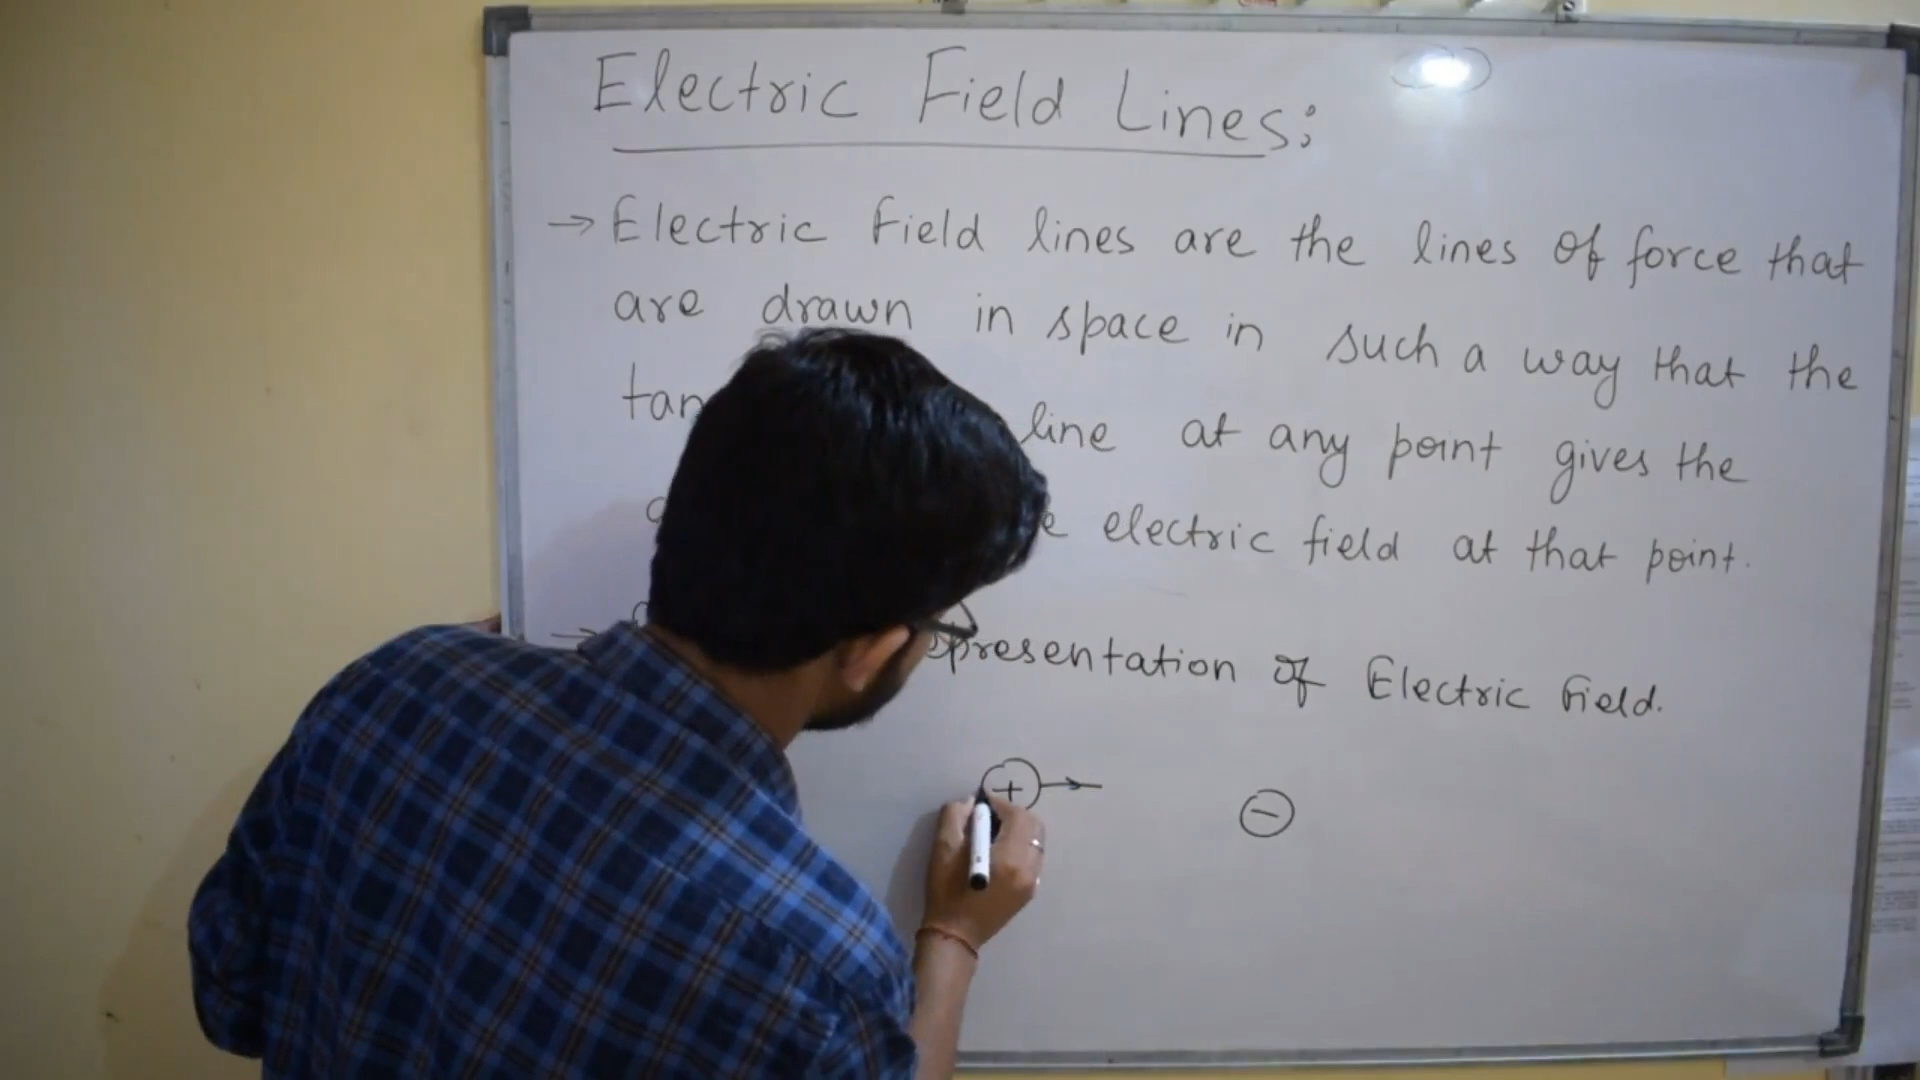 Electric Field Lines:
→ Electric Field lines are the lines of force that
are drawn in space in such a way that the
line at any point gives the
electric field at that point.
→ of Electric Field.
+ −